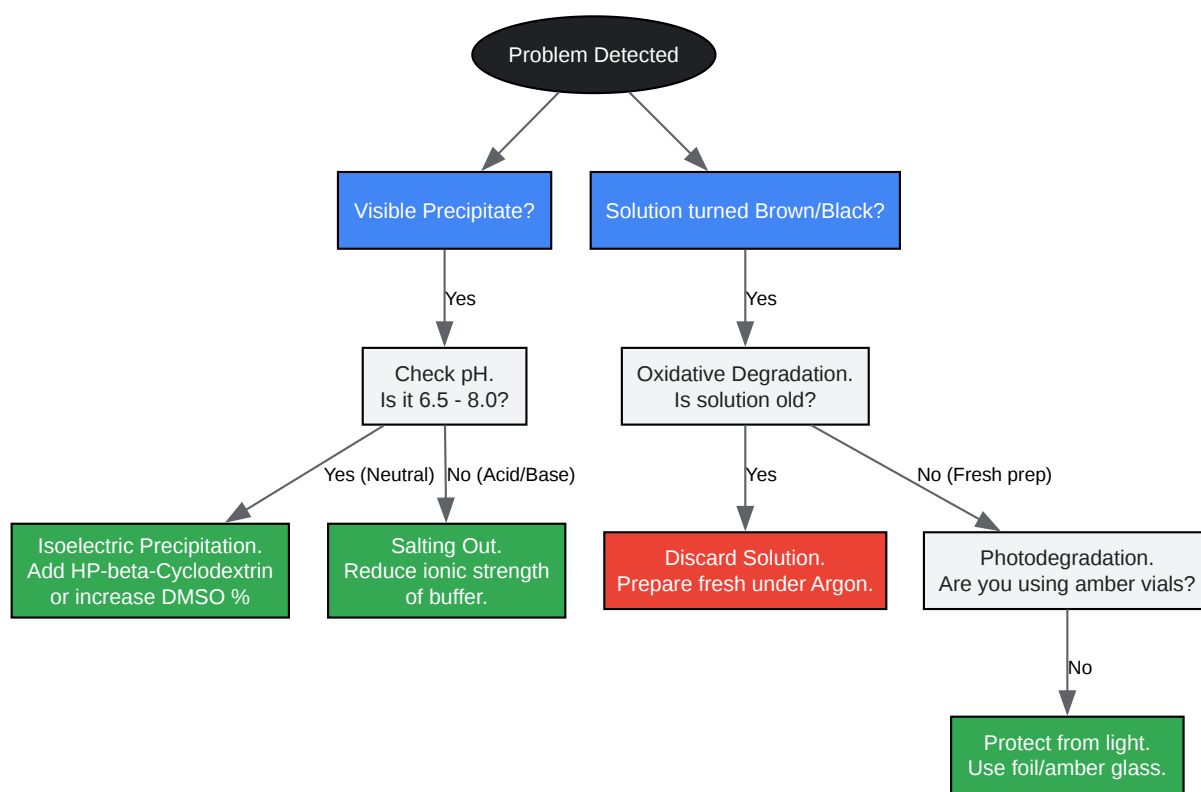 Problem Detected
Visible Precipitate?
Solution turned Brown/Black?
Yes
Yes
Check pH.
Is it 6.5 - 8.0?
Oxidative Degradation.
Is solution old?
Yes (Neutral)
No (Acid/Base)
Yes
No (Fresh prep)
Isoelectric Precipitation.
Add HP-beta-Cyclodextrin
or increase DMSO %
Salting Out.
Reduce ionic strength
of buffer.
Discard Solution.
Prepare fresh under Argon.
Photodegradation.
Are you using amber vials?
No
Protect from light.
Use foil/amber glass.